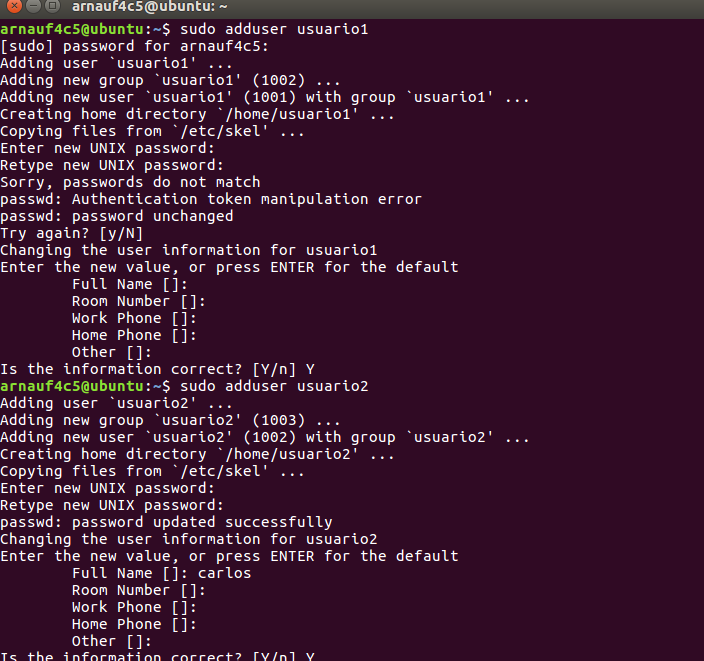 arnauf4c5@ubuntu: ~
arnauf4c5@ubuntu:~$ sudo adduser usuario1
[sudo] password for arnauf4c5:
Adding user `usuario1' ...
Adding new group `usuario1' (1002) ...
Adding new user `usuario1' (1001) with group `usuario1' ...
Creating home directory `/home/usuario1' ...
Copying files from `/etc/skel' ...
Enter new UNIX password:
Retype new UNIX password:
Sorry, passwords do not match
passwd: Authentication token manipulation error
passwd: password unchanged
Try again? [y/N]
Changing the user information for usuario1
Enter the new value, or press ENTER for the default
        Full Name []:
        Room Number []:
        Work Phone []:
        Home Phone []:
        Other []:
Is the information correct? [Y/n] Y
arnauf4c5@ubuntu:~$ sudo adduser usuario2
Adding user `usuario2' ...
Adding new group `usuario2' (1003) ...
Adding new user `usuario2' (1002) with group `usuario2' ...
Creating home directory `/home/usuario2' ...
Copying files from `/etc/skel' ...
Enter new UNIX password:
Retype new UNIX password:
passwd: password updated successfully
Changing the user information for usuario2
Enter the new value, or press ENTER for the default
        Full Name []: carlos
        Room Number []:
        Work Phone []:
        Home Phone []:
        Other []:
Is the information correct? [Y/n] Y